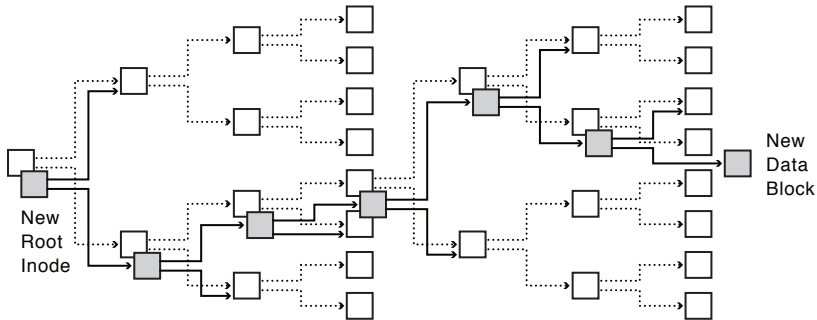 New
Root
Inode
New
Data
Block